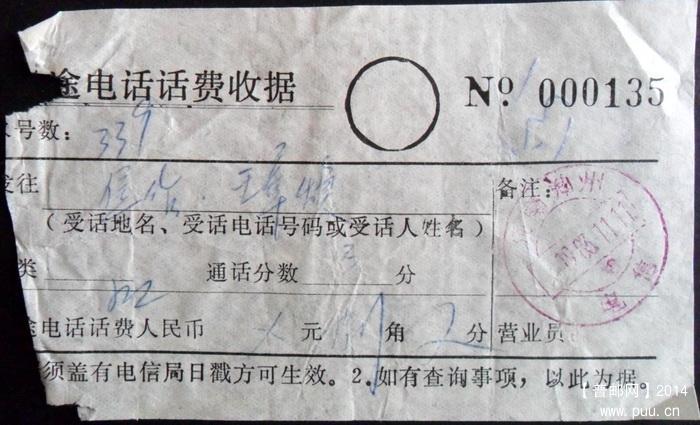 途电话话费收据 Nº 000135
号数: 339
发往 备注:
(受话地名、受话电话号码或受话人姓名)
类 通话分数 分
电话话费人民币 元 角 2 分 营业员
须盖有电信局日戳方可生效。2.如有查询事项，以此为据。
【普邮网】2014
www.puu.cn